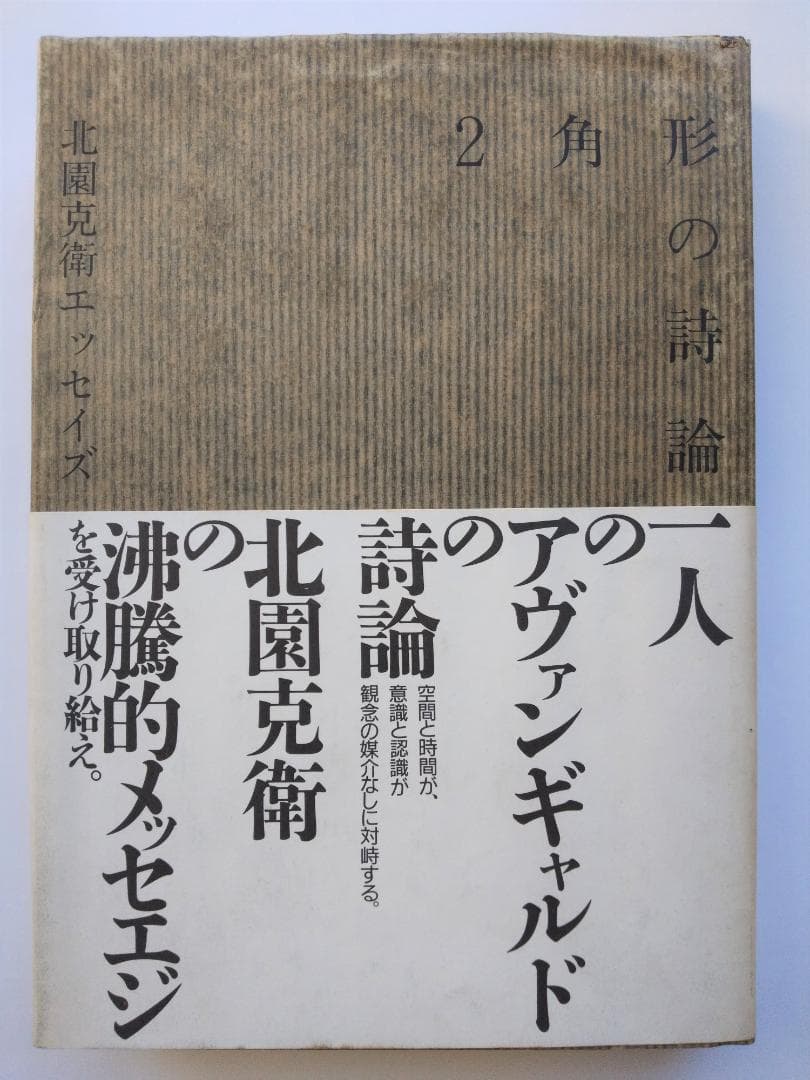 2角形の詩論
北園克衛エッセイズ
一人
の
アヴァンギャルド
の
詩論
空間と時間が、
意識と認識が
観念の媒介なしに対峙する。
北園克衛
の
沸騰的メッセエジ
を受け取り給え。